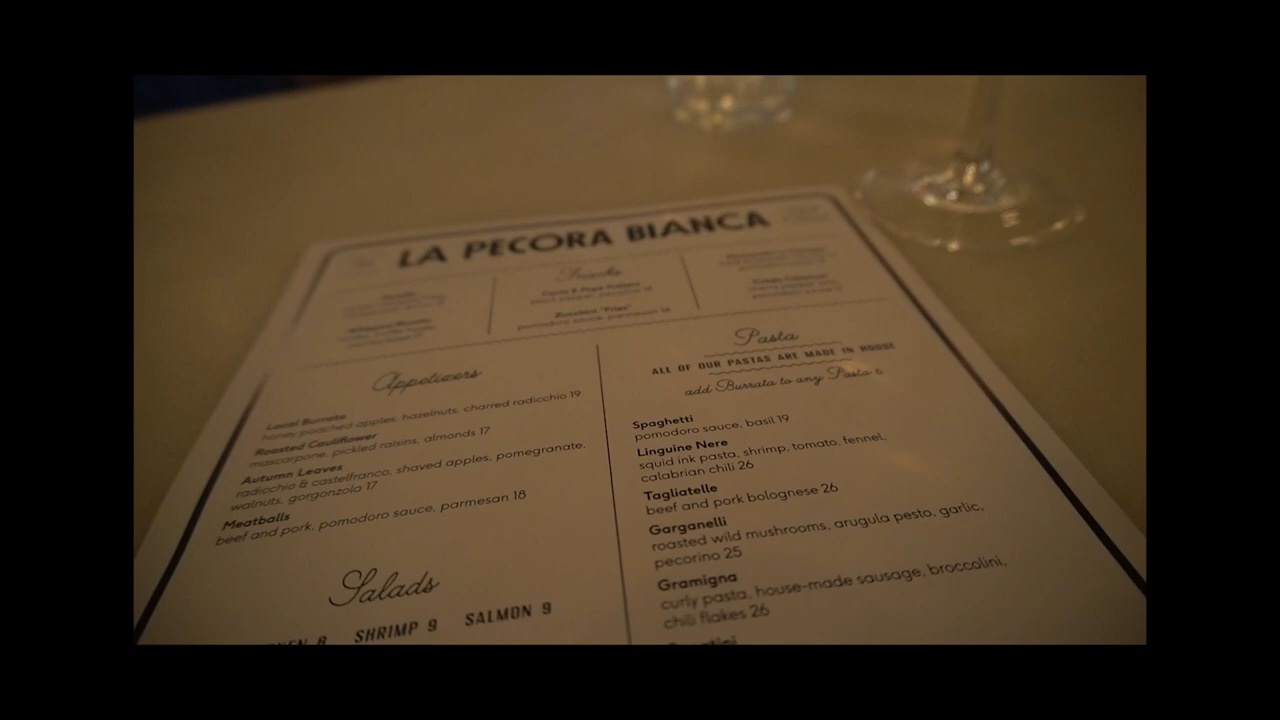 LA PECORA BIANCA
Snacks
Zucchini "Fries"
pomodoro sauce, parmesan
Appetizers
Local Burrata
honey poached apples, hazelnuts, charred radicchio 19
Roasted Cauliflower
mascarpone, pickled raisins, almonds 17
Autumn Leaves
radicchio & castelfranco, shaved apples, pomegranate,
walnuts, gorgonzola 17
Meatballs
beef and pork, pomodoro sauce, parmesan 18
Salads
SHRIMP 9 SALMON 9
Pasta
ALL OF OUR PASTAS ARE MADE IN HOUSE
add Burrata to any Pasta 6
Spaghetti
pomodoro sauce, basil 19
Linguine Nere
squid ink pasta, shrimp, tomato, fennel,
calabrian chili 26
Tagliatelle
beef and pork bolognese 26
Garganelli
roasted wild mushrooms, arugula pesto, garlic,
pecorino 25
Gramigna
curly pasta, house-made sausage, broccolini,
chili flakes 26